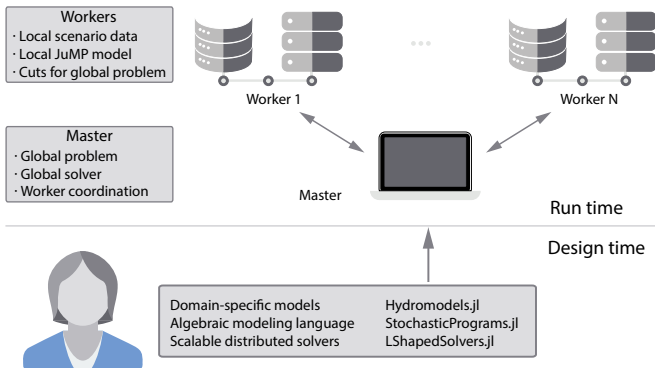 Workers
· Local scenario data
· Local JuMP model
· Cuts for global problem
...
Worker 1
Worker N
Master
· Global problem
· Global solver
· Worker coordination
Master
Run time
Design time
Domain-specific models Hydromodels.jl
Algebraic modeling language StochasticPrograms.jl
Scalable distributed solvers LShapedSolvers.jl